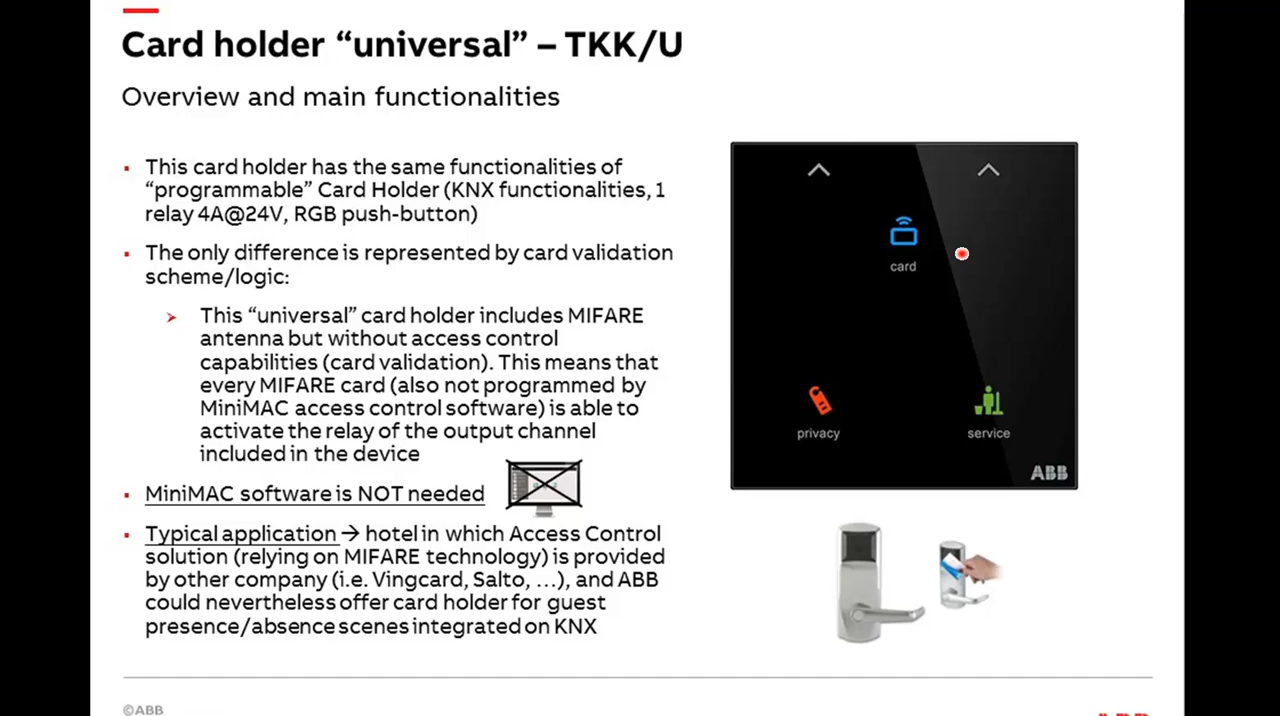 Card holder “universal” – TKK/U
Overview and main functionalities
This card holder has the same functionalities of
“programmable” Card Holder (KNX functionalities, 1
relay 4A@24V, RGB push-button)
The only difference is represented by card validation
scheme/logic:
This “universal” card holder includes MIFARE
antenna but without access control
capabilities (card validation). This means that
every MIFARE card (also not programmed by
MiniMAC access control software) is able to
activate the relay of the output channel
included in the device
MiniMAC software is NOT needed
Typical application → hotel in which Access Control
solution (relying on MIFARE technology) is provided
by other company (i.e. Vingcard, Salto, …), and ABB
could nevertheless offer card holder for guest
presence/absence scenes integrated on KNX
card
privacy
service
ABB
©ABB
ABB